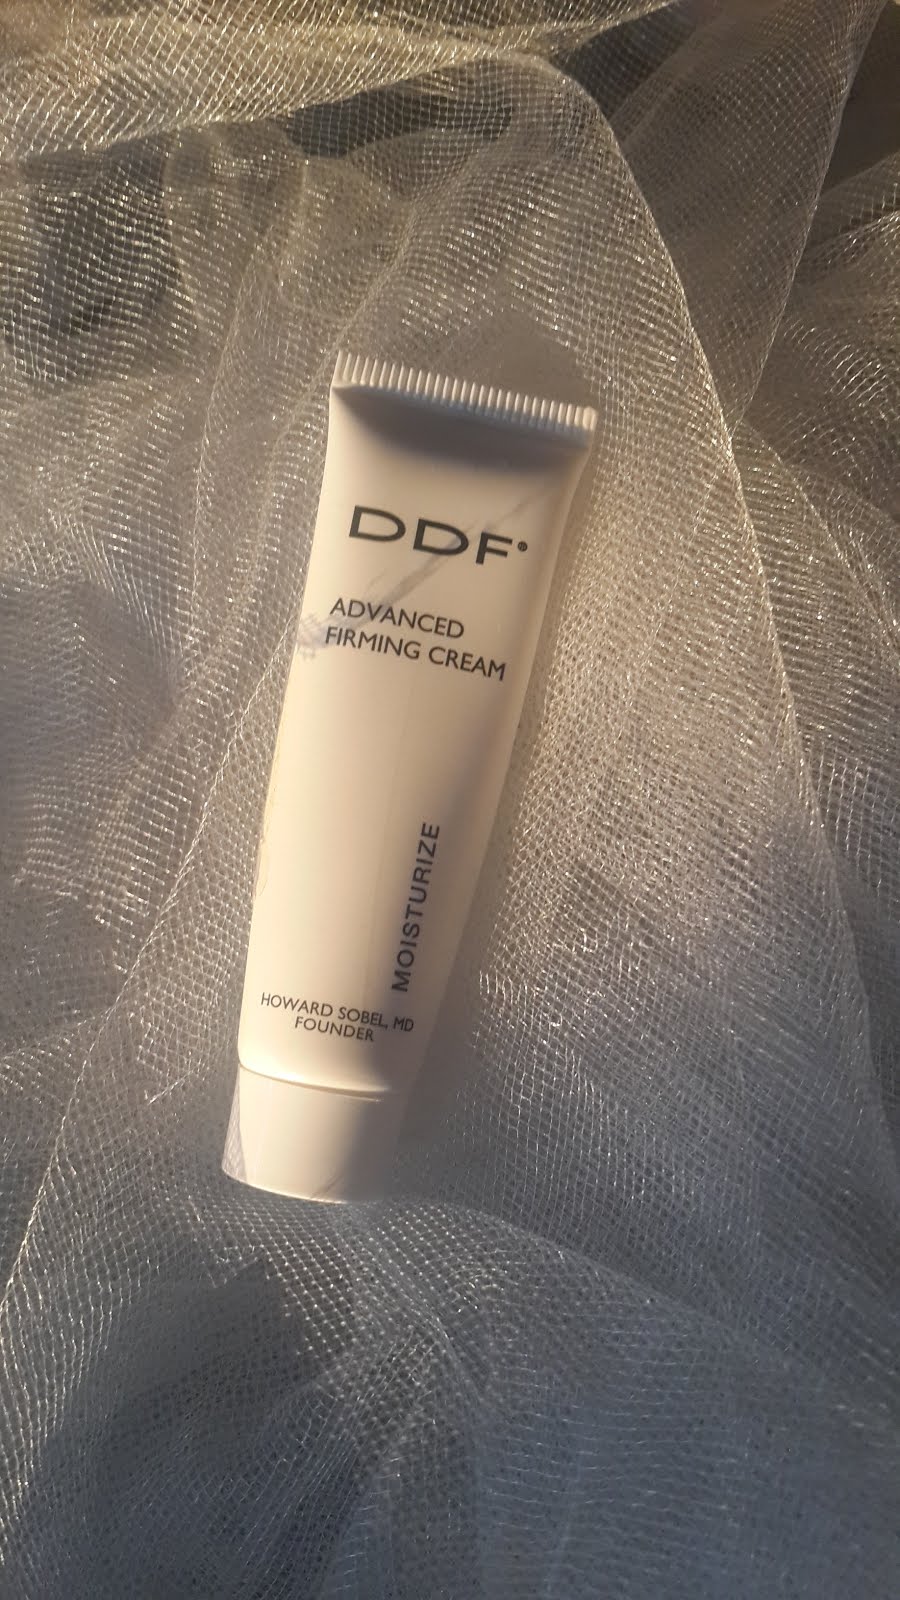 DDF®
ADVANCED
FIRMING CREAM
MOISTURIZE
HOWARD SOBEL, MD
FOUNDER